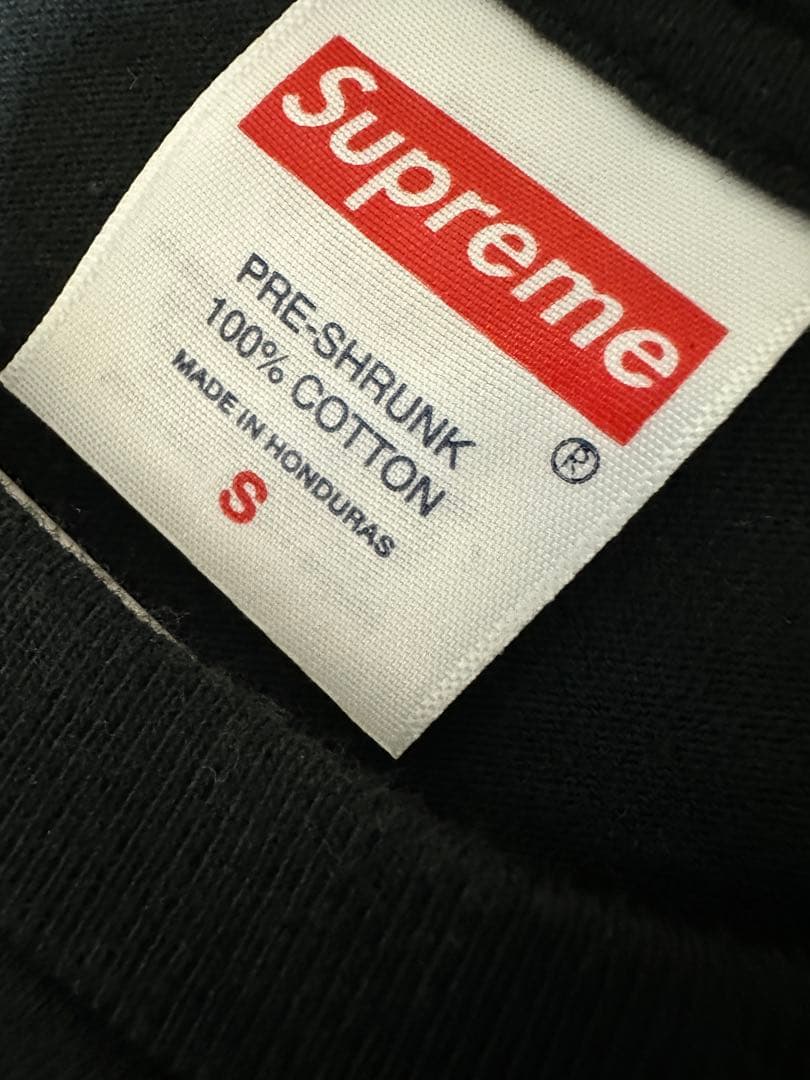 Supreme
®
PRE-SHRUNK
100% COTTON
MADE IN HONDURAS
S